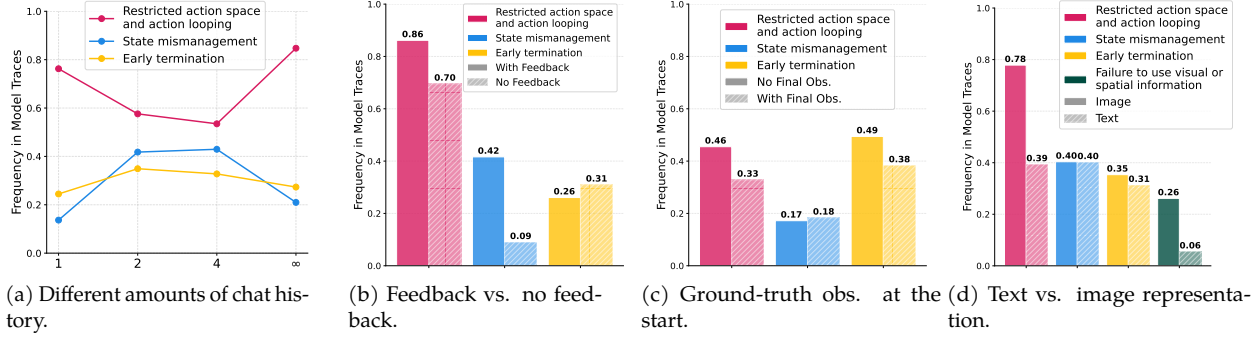 Restricted action space
and action looping
State mismanagement
Early termination
Frequency in Model Traces
1.0
0.8
0.6
0.4
0.2
0.0
1
2
4
∞
(a) Different amounts of chat his-
tory.
Restricted action space
and action looping
State mismanagement
Early termination
With Feedback
No Feedback
Frequency in Model Traces
1.0
0.8
0.6
0.4
0.2
0.0
0.86
0.70
0.42
0.09
0.26
0.31
(b) Feedback vs. no feed-
back.
Restricted action space
and action looping
State mismanagement
Early termination
No Final Obs.
With Final Obs.
Frequency in Model Traces
1.0
0.8
0.6
0.4
0.2
0.0
0.46
0.33
0.17
0.18
0.49
0.38
(c) Ground-truth obs. at the
start.
Restricted action space
and action looping
State mismanagement
Early termination
Failure to use visual or
spatial information
Image
Text
Frequency in Model Traces
1.0
0.8
0.6
0.4
0.2
0.0
0.78
0.39
0.40
0.40
0.35
0.31
0.26
0.06
(d) Text vs. image representa-
tion.